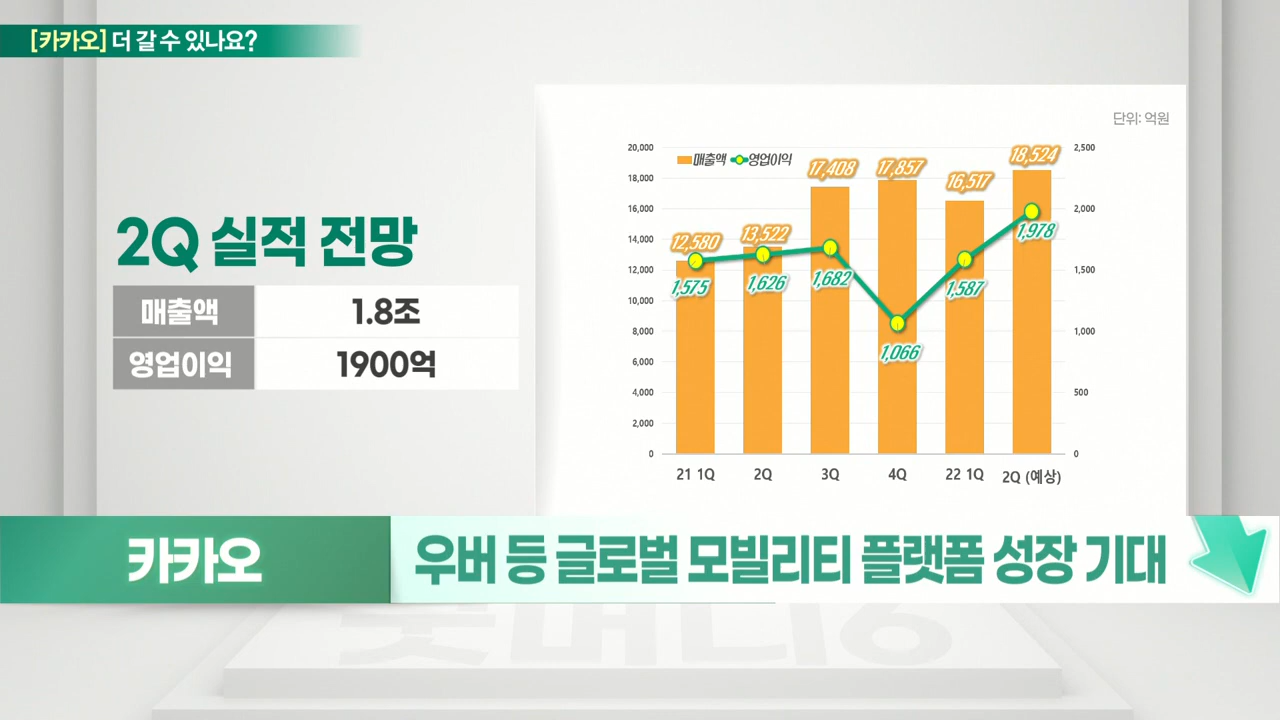 [카카오] 더 갈 수 있나요?
단위: 억원
2Q 실적 전망
매출액 1.8조
영업이익 1900억
매출액 영업이익
20,000
18,000
16,000
14,000
12,000
10,000
8,000
6,000
4,000
2,000
0
2,500
2,000
1,500
1,000
500
0
12,580
13,522
17,408
17,857
16,517
18,524
1,575
1,626
1,682
1,066
1,587
1,978
21 1Q 2Q 3Q 4Q 22 1Q 2Q (예상)
카카오
우버 등 글로벌 모빌리티 플랫폼 성장 기대
머니6